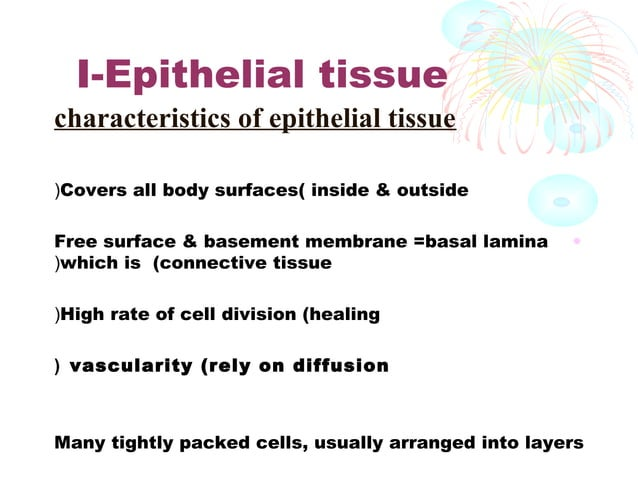 I-Epithelial tissue
characteristics of epithelial tissue
)Covers all body surfaces( inside & outside
Free surface & basement membrane =basal lamina •
)which is (connective tissue
)High rate of cell division (healing
) vascularity (rely on diffusion
Many tightly packed cells, usually arranged into layers